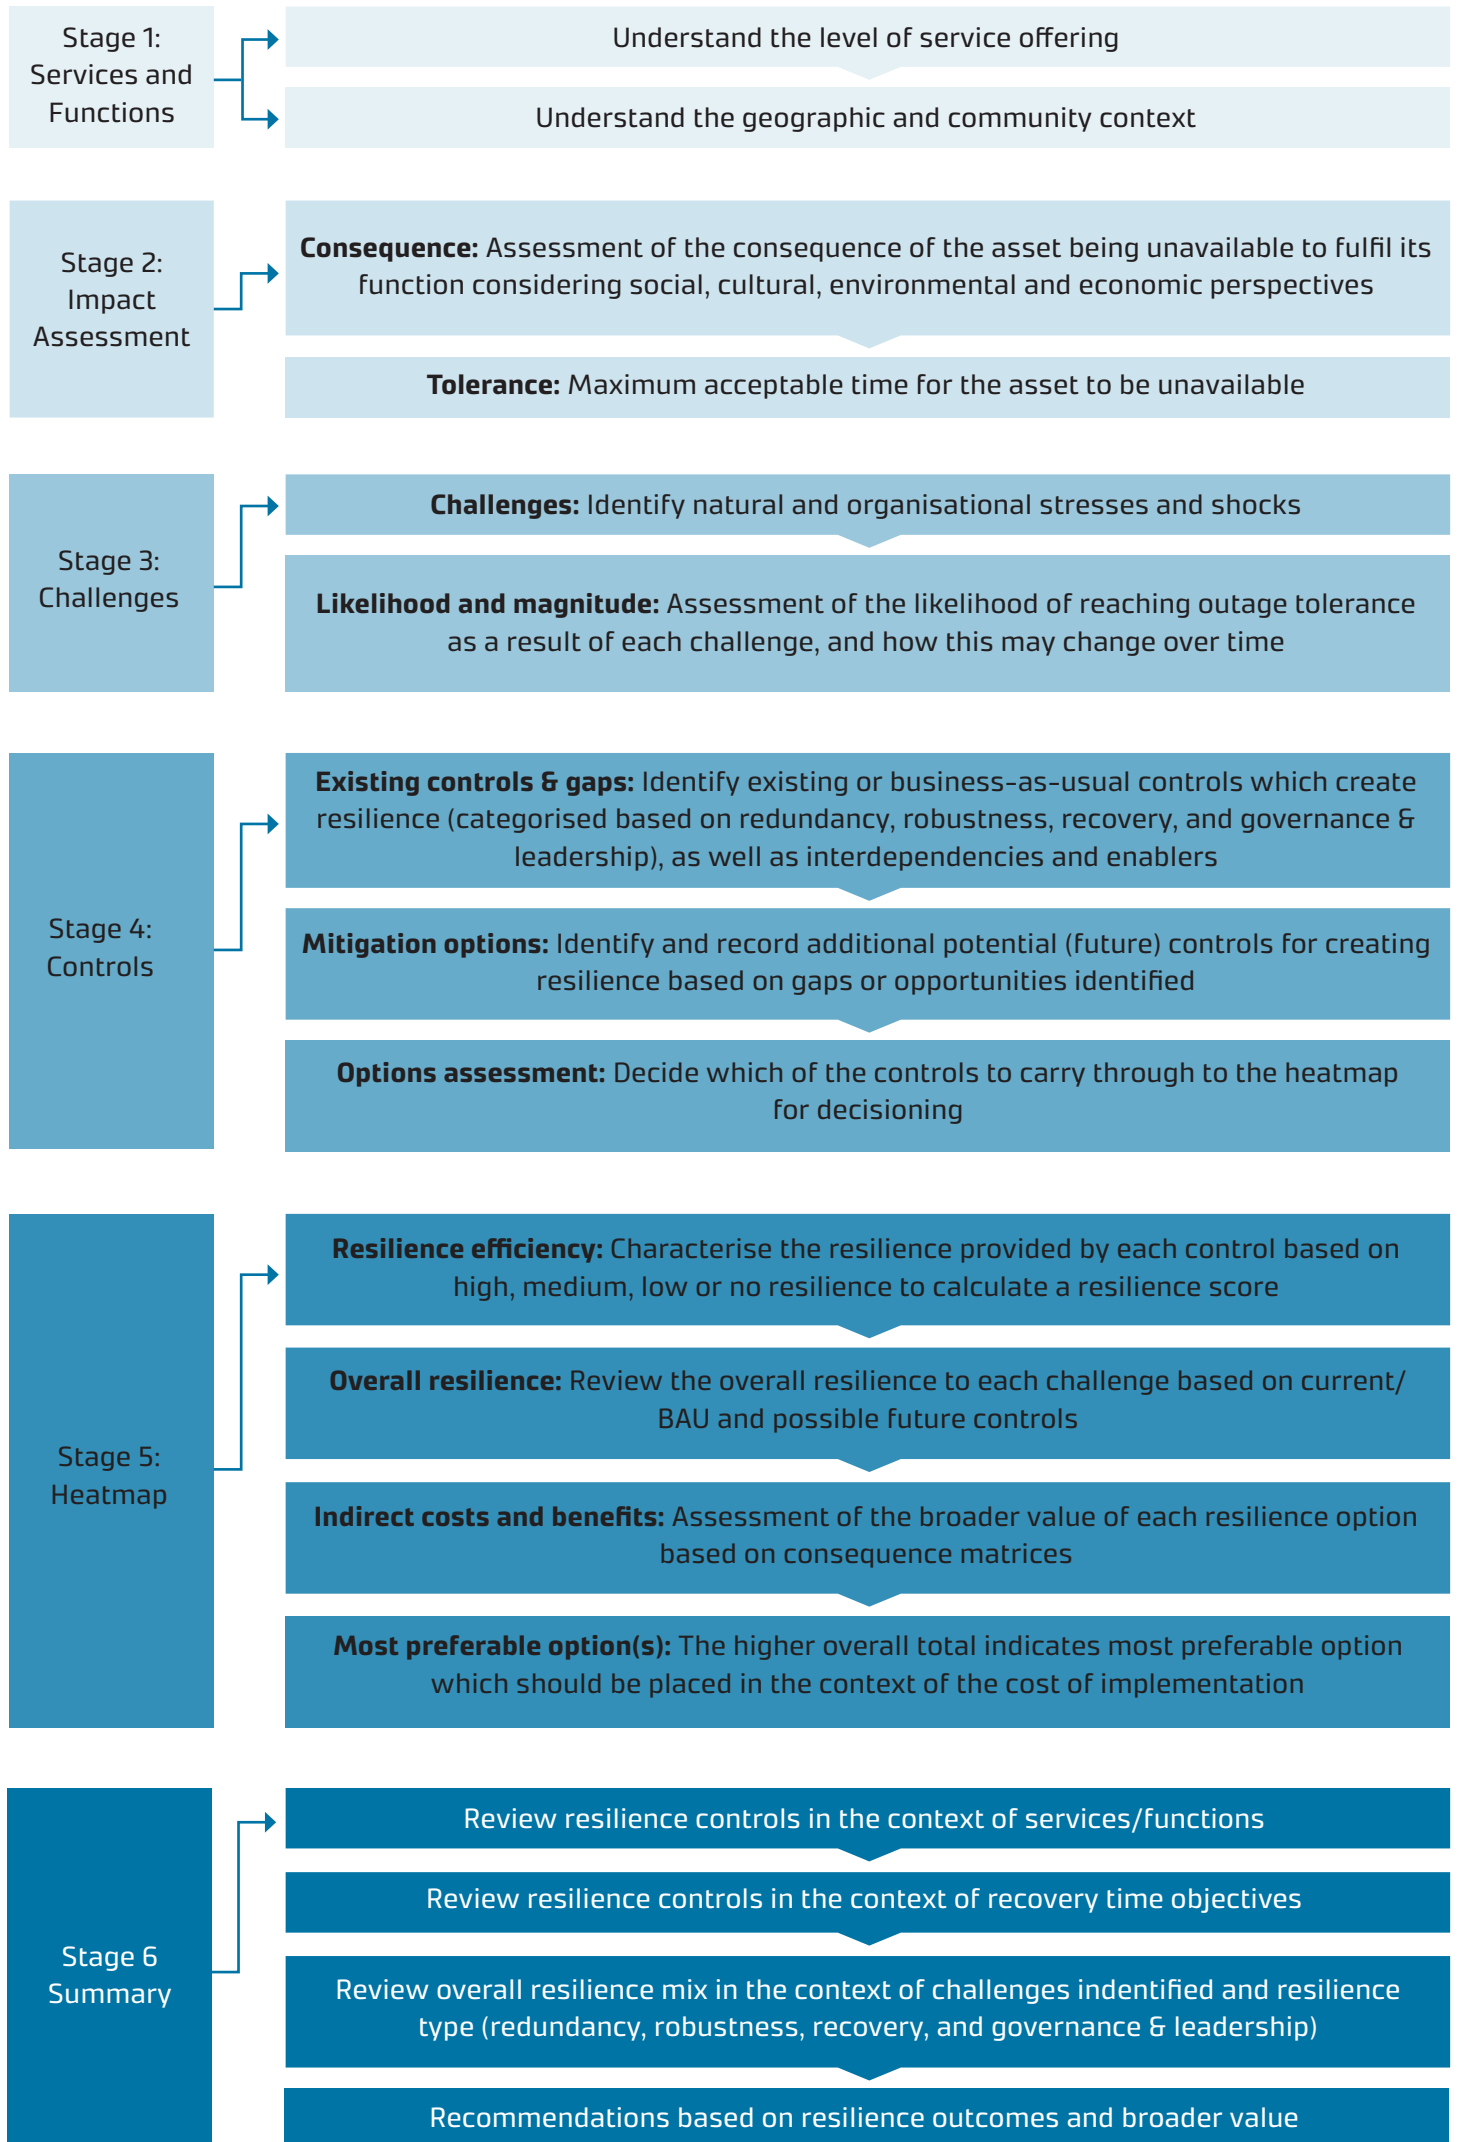 Stage 1:
Services and
Functions
Understand the level of service offering
Understand the geographic and community context
Stage 2:
Impact
Assessment
Consequence: Assessment of the consequence of the asset being unavailable to fulfil its
function considering social, cultural, environmental and economic perspectives
Tolerance: Maximum acceptable time for the asset to be unavailable
Stage 3:
Challenges
Challenges: Identify natural and organisational stresses and shocks
Likelihood and magnitude: Assessment of the likelihood of reaching outage tolerance
as a result of each challenge, and how this may change over time
Stage 4:
Controls
Existing controls & gaps: Identify existing or business-as-usual controls which create
resilience (categorised based on redundancy, robustness, recovery, and governance &
leadership), as well as interdependencies and enablers
Mitigation options: Identify and record additional potential (future) controls for creating
resilience based on gaps or opportunities identified
Options assessment: Decide which of the controls to carry through to the heatmap
for decisioning
Stage 5:
Heatmap
Resilience efficiency: Characterise the resilience provided by each control based on
high, medium, low or no resilience to calculate a resilience score
Overall resilience: Review the overall resilience to each challenge based on current/
BAU and possible future controls
Indirect costs and benefits: Assessment of the broader value of each resilience option
based on consequence matrices
Most preferable option(s): The higher overall total indicates most preferable option
which should be placed in the context of the cost of implementation
Stage 6
Summary
Review resilience controls in the context of services/functions
Review resilience controls in the context of recovery time objectives
Review overall resilience mix in the context of challenges indentified and resilience
type (redundancy, robustness, recovery, and governance & leadership)
Recommendations based on resilience outcomes and broader value